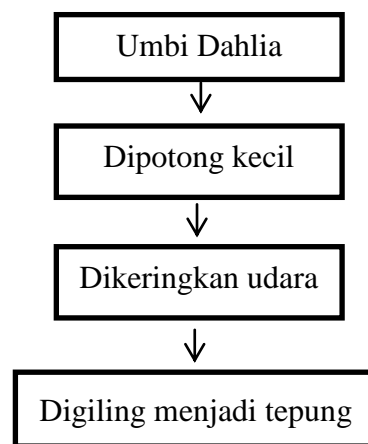 Umbi Dahlia
Dipotong kecil
Dikeringkan udara
Digiling menjadi tepung